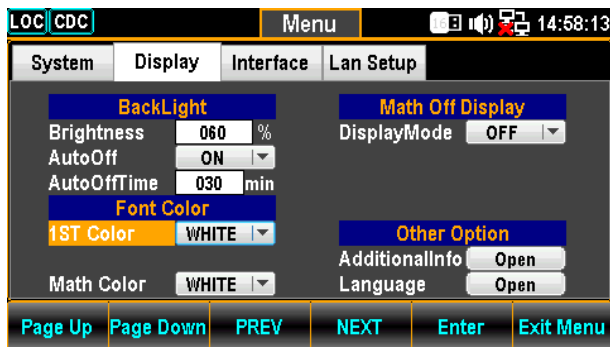 LOC CDC Menu 14:58:13
System Display Interface Lan Setup
BackLight
Brightness 060 %
AutoOff ON
AutoOffTime 030 min
Font Color
1ST Color WHITE
Math Color WHITE
Math Off Display
DisplayMode OFF
Other Option
AdditionalInfo Open
Language Open
Page Up Page Down PREV NEXT Enter Exit Menu